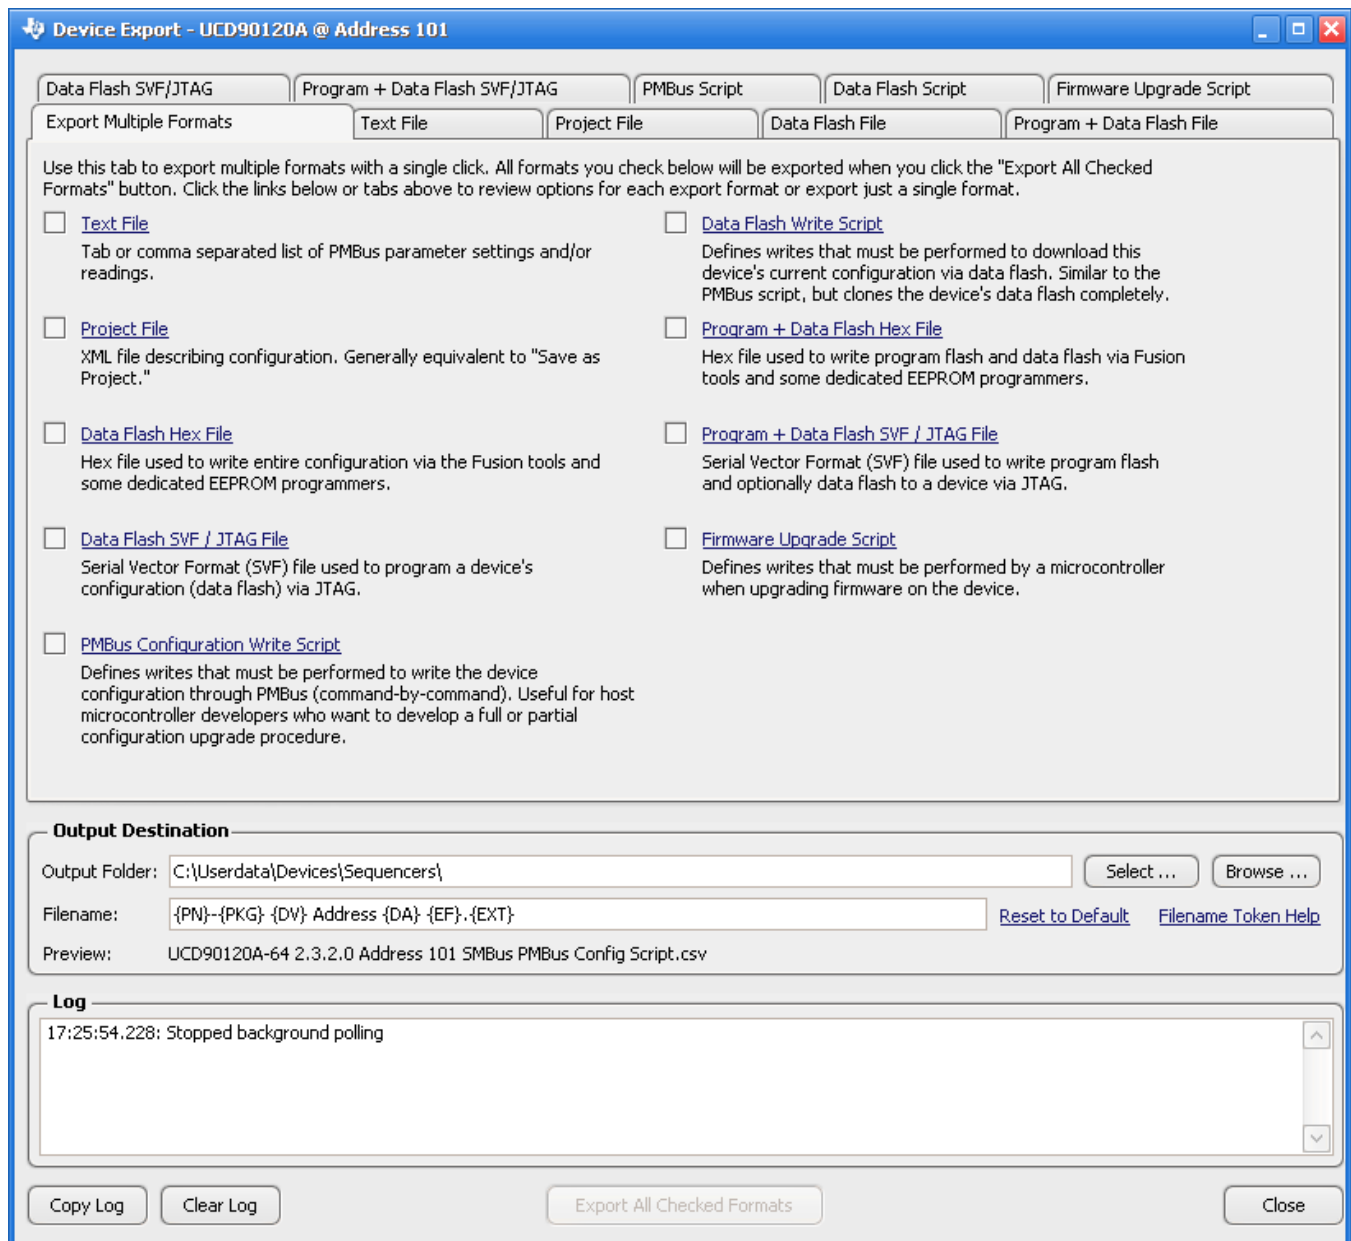 Device Export - UCD90120A @ Address 101
Data Flash SVF/JTAG
Program + Data Flash SVF/JTAG
PMBus Script
Data Flash Script
Firmware Upgrade Script
Export Multiple Formats
Text File
Project File
Data Flash File
Program + Data Flash File
Use this tab to export multiple formats with a single click. All formats you check below will be exported when you click the "Export All Checked
Formats" button. Click the links below or tabs above to review options for each export format or export just a single format.
Text File
Tab or comma separated list of PMBus parameter settings and/or
readings.
Project File
XML file describing configuration. Generally equivalent to "Save as
Project."
Data Flash Hex File
Hex file used to write entire configuration via the Fusion tools and
some dedicated EEPROM programmers.
Data Flash SVF / JTAG File
Serial Vector Format (SVF) file used to program a device's
configuration (data flash) via JTAG.
PMBus Configuration Write Script
Defines writes that must be performed to write the device
configuration through PMBus (command-by-command). Useful for host
microcontroller developers who want to develop a full or partial
configuration upgrade procedure.
Data Flash Write Script
Defines writes that must be performed to download this
device's current configuration via data flash. Similar to the
PMBus script, but clones the device's data flash completely.
Program + Data Flash Hex File
Hex file used to write program flash and data flash via Fusion
tools and some dedicated EEPROM programmers.
Program + Data Flash SVF / JTAG File
Serial Vector Format (SVF) file used to write program flash
and optionally data flash to a device via JTAG.
Firmware Upgrade Script
Defines writes that must be performed by a microcontroller
when upgrading firmware on the device.
Output Destination
Output Folder: C:\Userdata\Devices\Sequencers\ Select ... Browse ...
Filename: {PN}-{PKG} {DV} Address {DA} {EF}.{EXT} Reset to Default Filename Token Help
Preview: UCD90120A-64 2.3.2.0 Address 101 SMBus PMBus Config Script.csv
Log
17:25:54.228: Stopped background polling
Copy Log Clear Log Export All Checked Formats Close